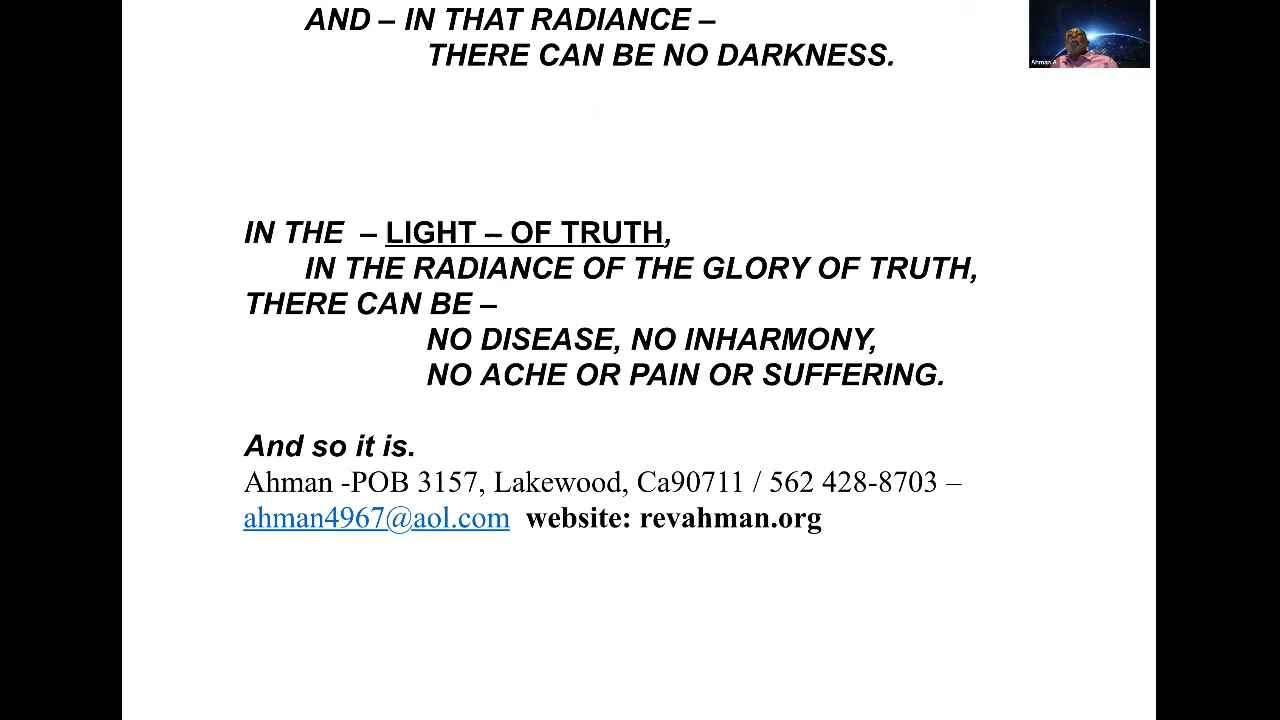 AND – IN THAT RADIANCE –
THERE CAN BE NO DARKNESS.
Ahman A
IN THE – LIGHT – OF TRUTH,
IN THE RADIANCE OF THE GLORY OF TRUTH,
THERE CAN BE –
NO DISEASE, NO INHARMONY,
NO ACHE OR PAIN OR SUFFERING.
And so it is.
Ahman -POB 3157, Lakewood, Ca90711 / 562 428-8703 –
ahman4967@aol.com website: revahman.org